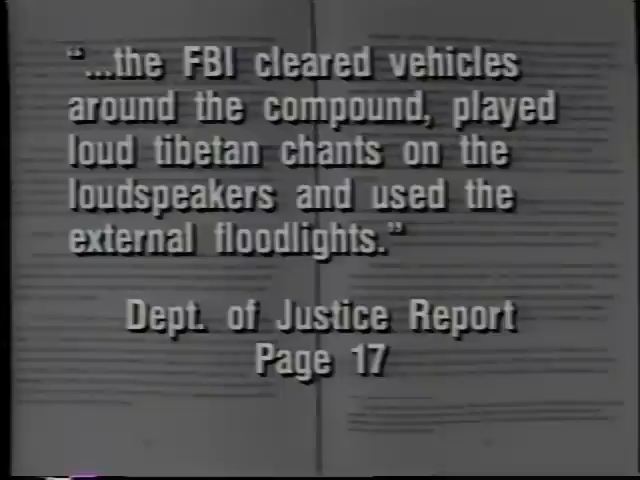 "...the FBI cleared vehicles
around the compound, played
loud tibetan chants on the
loudspeakers and used the
external floodlights."
Dept. of Justice Report
Page 17